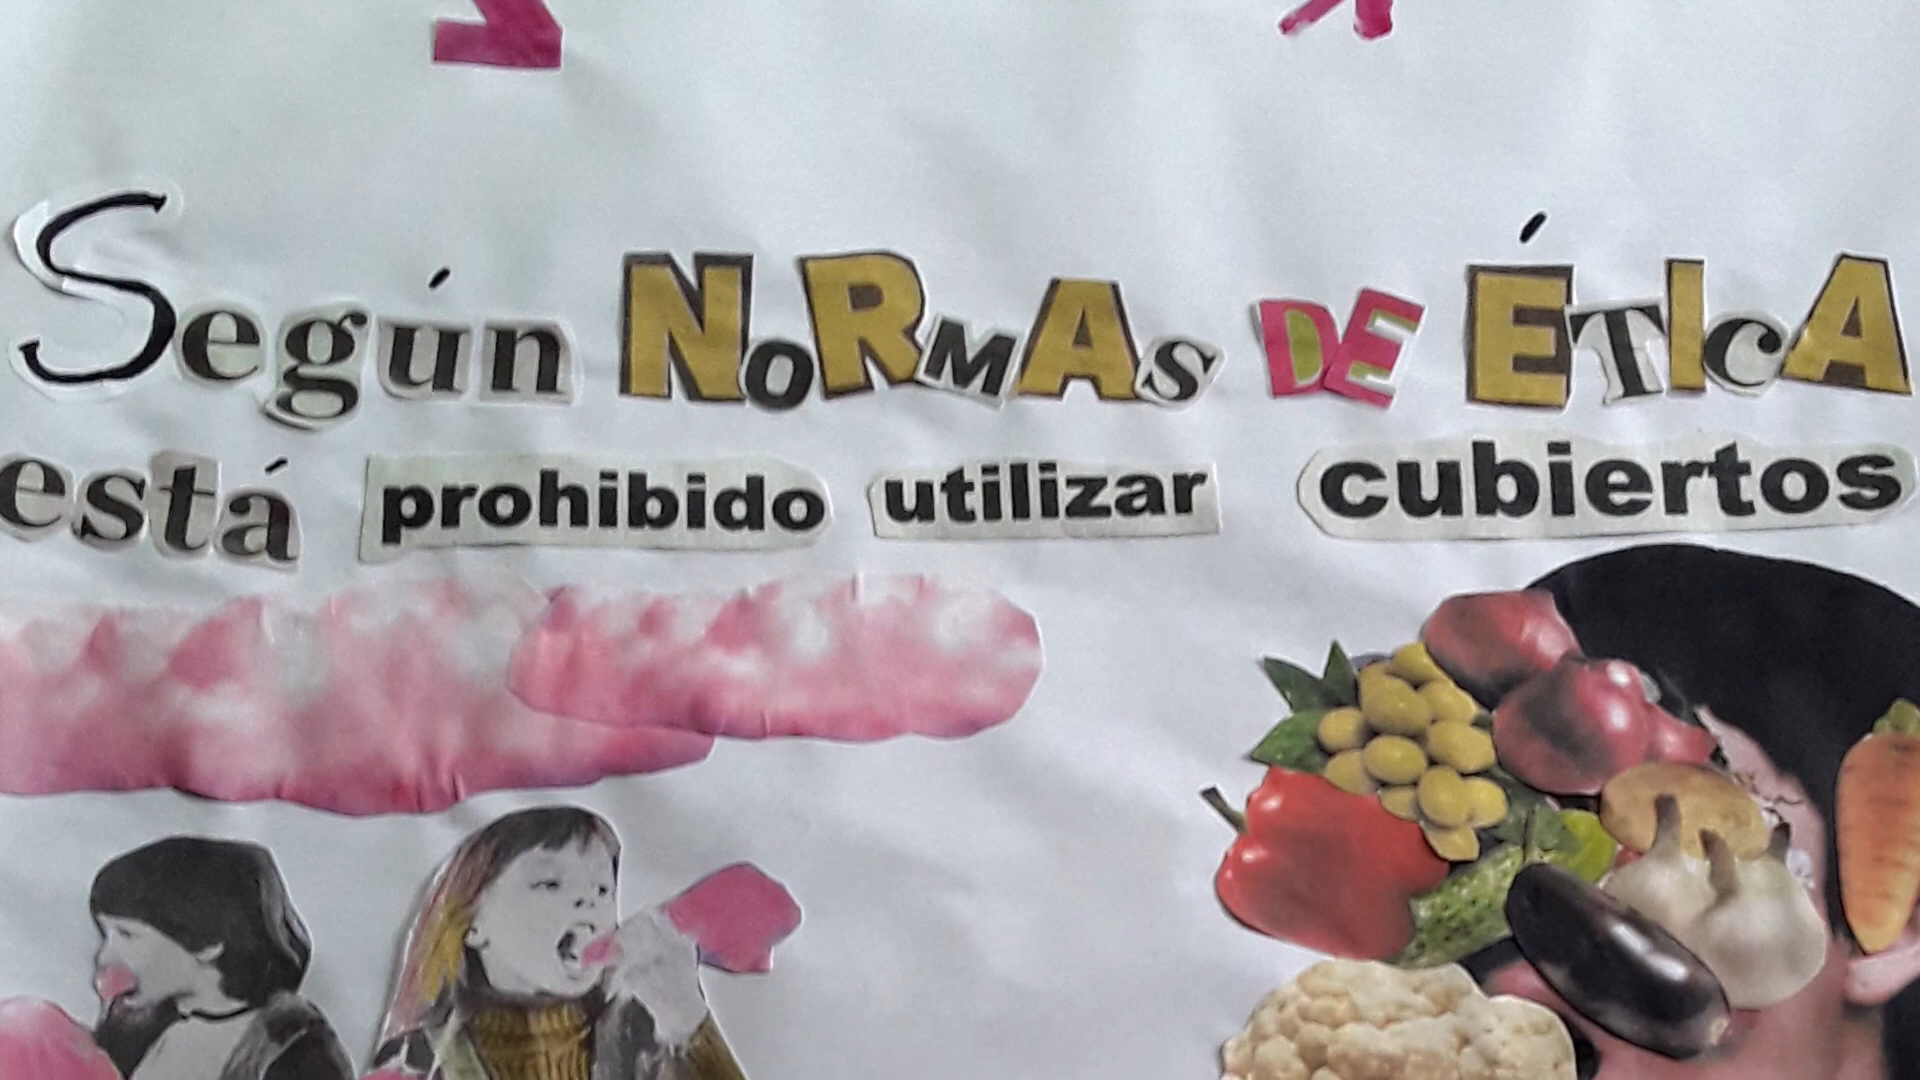 Según NoRMAs DE ÉTIcA
está prohibido utilizar cubiertos